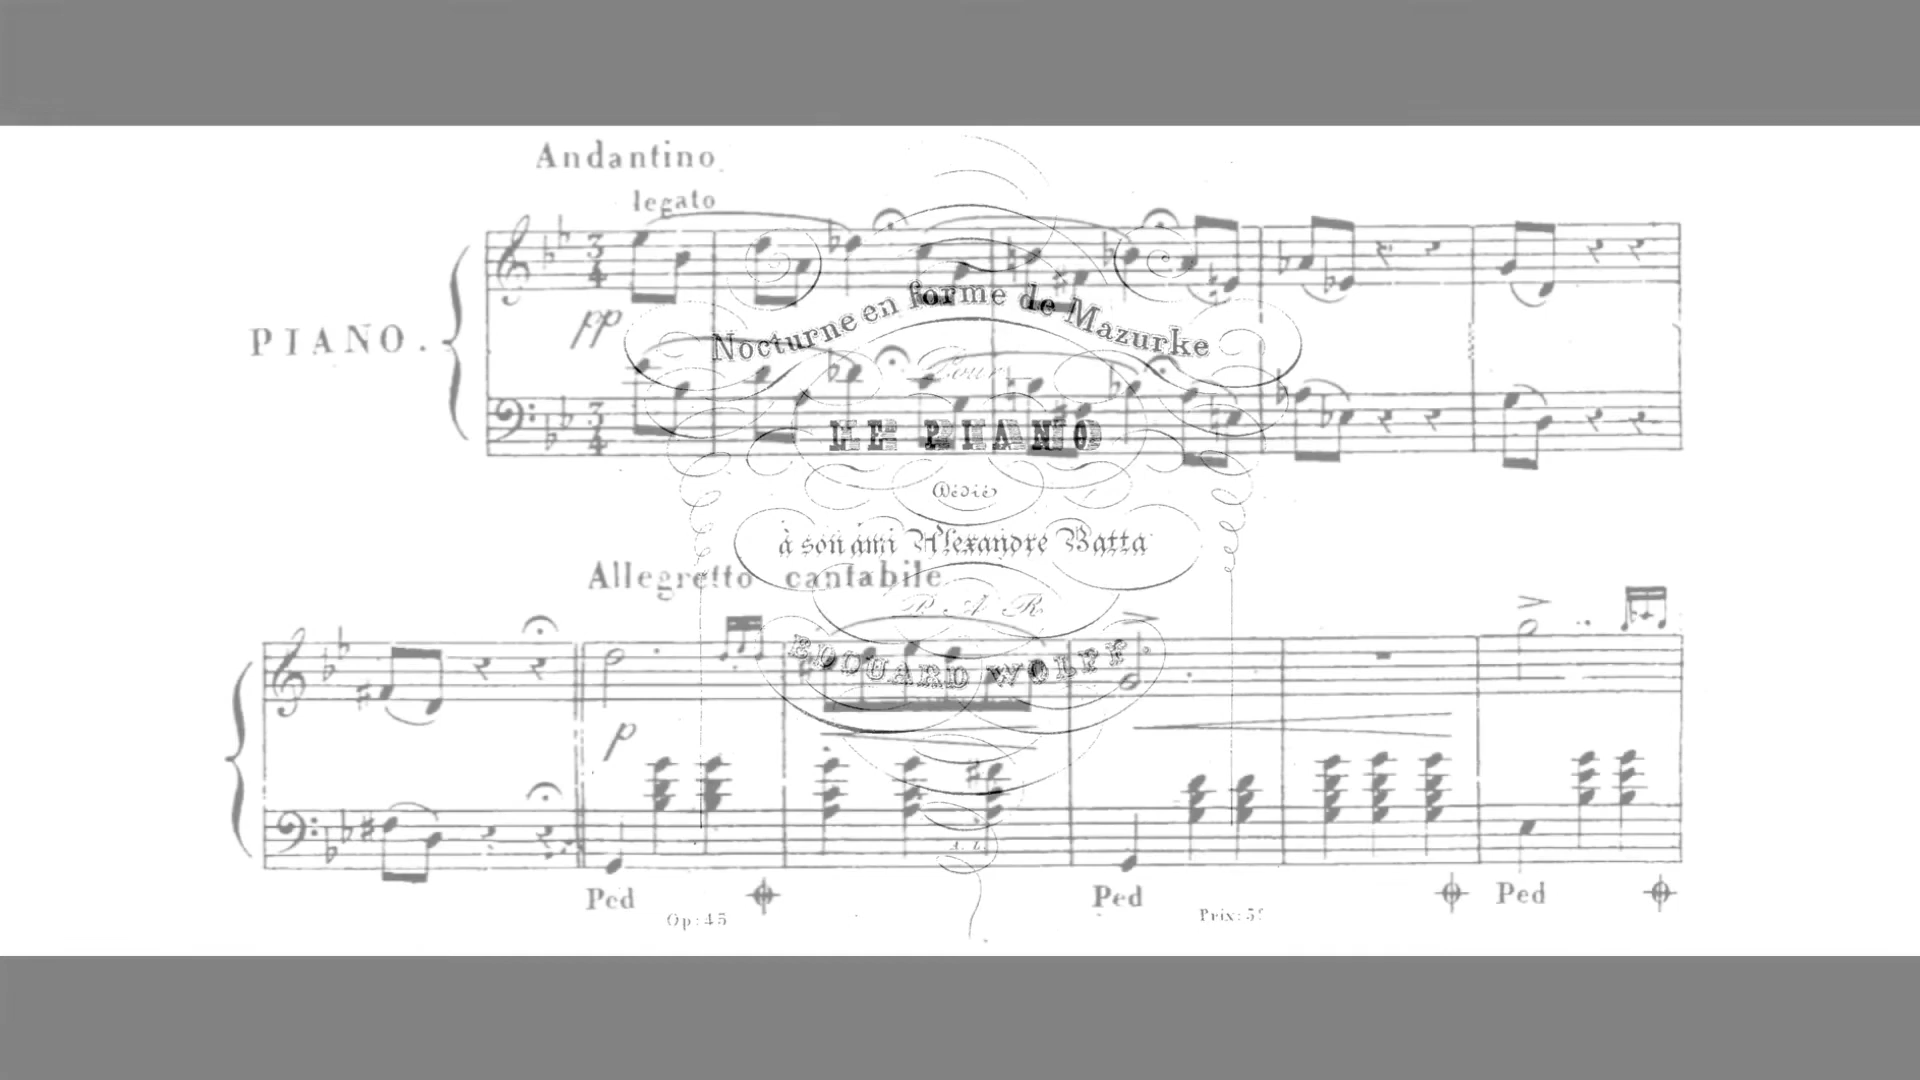 Andantino
legato
pp
PIANO.
Nocturne en forme de Mazurke
Pour
LE PIANO
Dédié
à son ami Alexandre Batta
Allegretto cantabile
PAR
EDOUARD WOLFF.
p
A. L.
Ped Ped Ped
Op: 45 Prix: